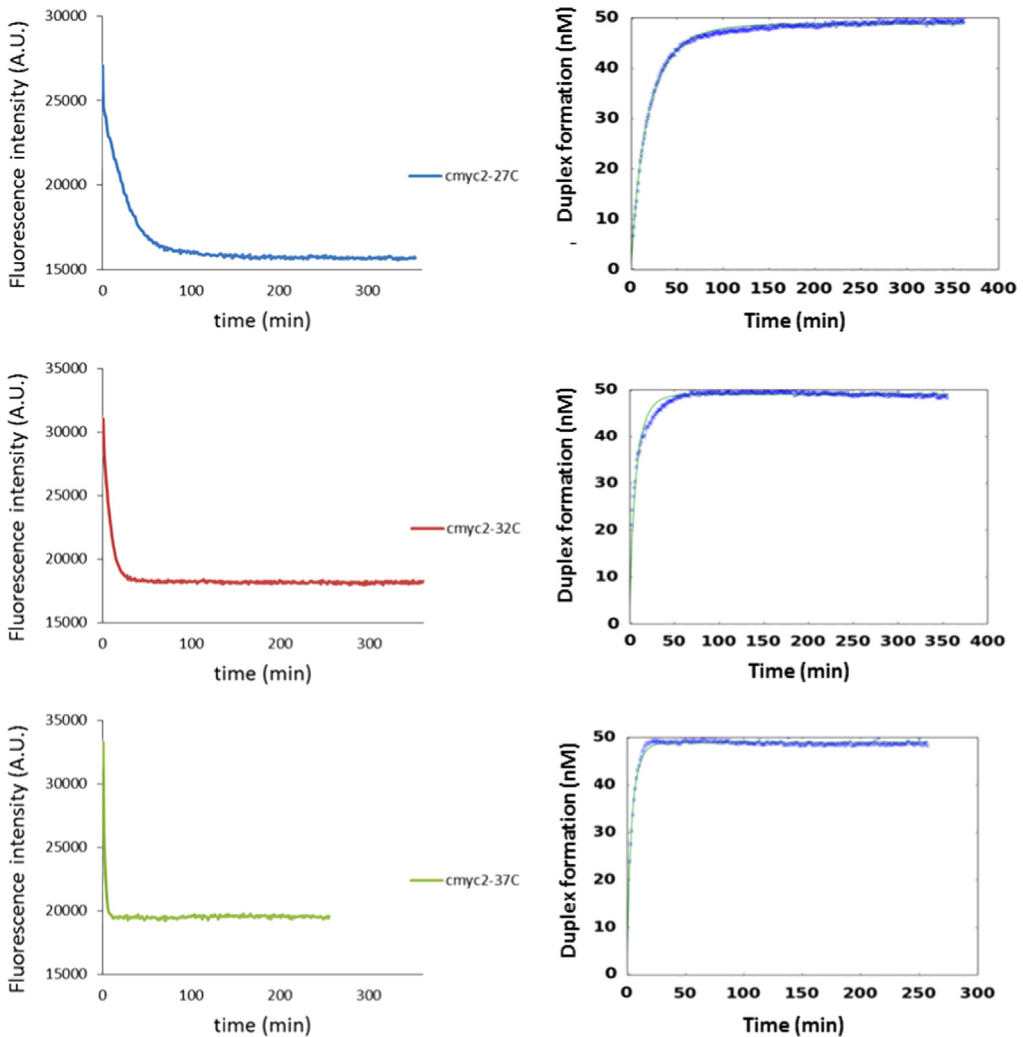 Fluorescence intensity (A.U.)
30000
25000
20000
15000
0 100 200 300
time (min)
cmyc2-27C
Duplex formation (nM)
50
40
30
20
10
0
0 50 100 150 200 250 300 350 400
Time (min)
Fluorescence intensity (A.U.)
35000
30000
25000
20000
15000
0 100 200 300
time (min)
cmyc2-32C
Duplex formation (nM)
50
40
30
20
10
0
0 50 100 150 200 250 300 350 400
Time (min)
Fluorescence intensity (A.U.)
35000
30000
25000
20000
15000
0 100 200 300
time (min)
cmyc2-37C
Duplex formation (nM)
50
40
30
20
10
0
0 50 100 150 200 250 300
Time (min)